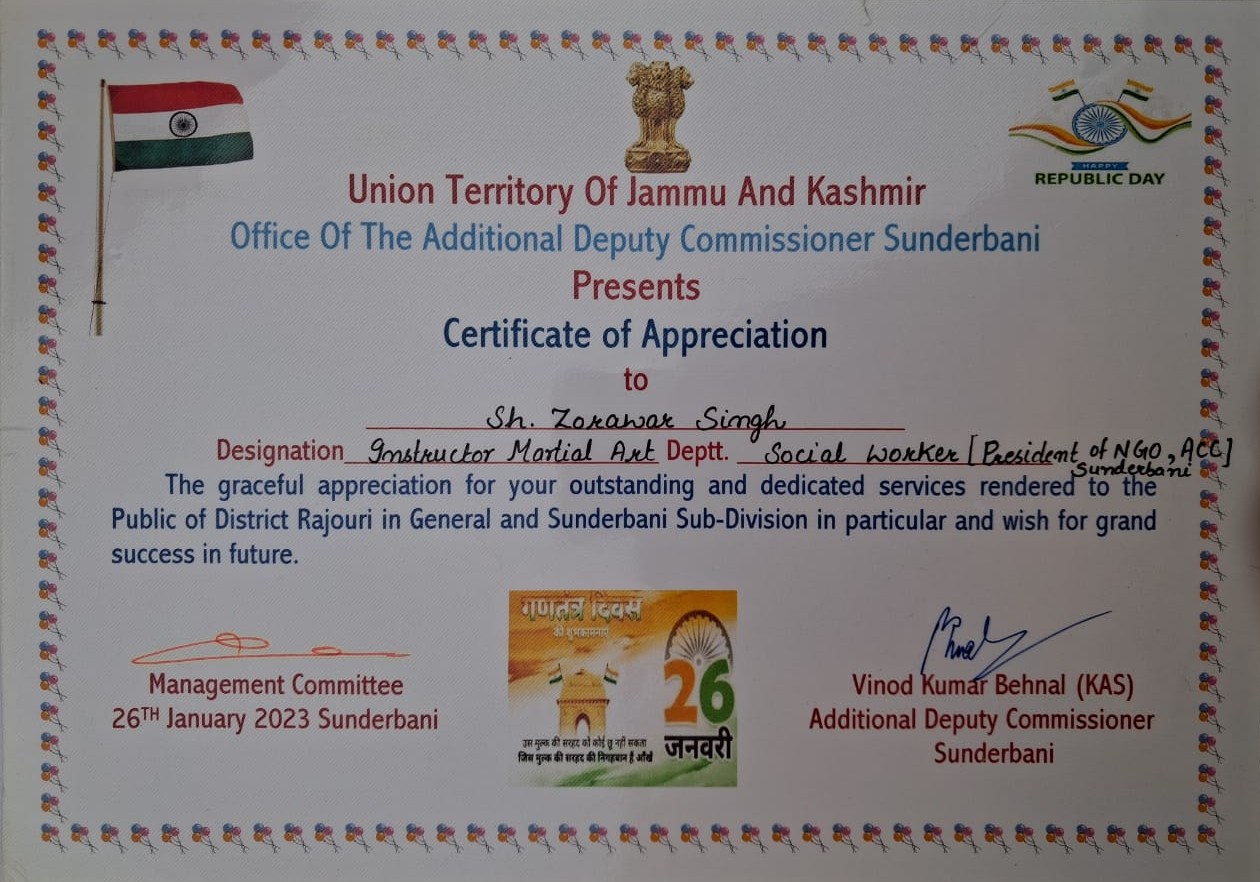 HAPPY
REPUBLIC DAY
Union Territory Of Jammu And Kashmir
Office Of The Additional Deputy Commissioner Sunderbani
Presents
Certificate of Appreciation
to
Sh. Zorawar Singh
Designation Instructor Martial Art Deptt. Social worker [President of NGO, ACC]
Sunderbani
The graceful appreciation for your outstanding and dedicated services rendered to the
Public of District Rajouri in General and Sunderbani Sub-Division in particular and wish for grand
success in future.
गणतंत्र दिवस
की शुभकामनाएं
26
जनवरी
उस मुल्क की सरहद को कोई छू नहीं सकता
जिस मुल्क की सरहद की निगहबान हैं आँखें
Management Committee
26TH January 2023 Sunderbani
Vinod Kumar Behnal (KAS)
Additional Deputy Commissioner
Sunderbani